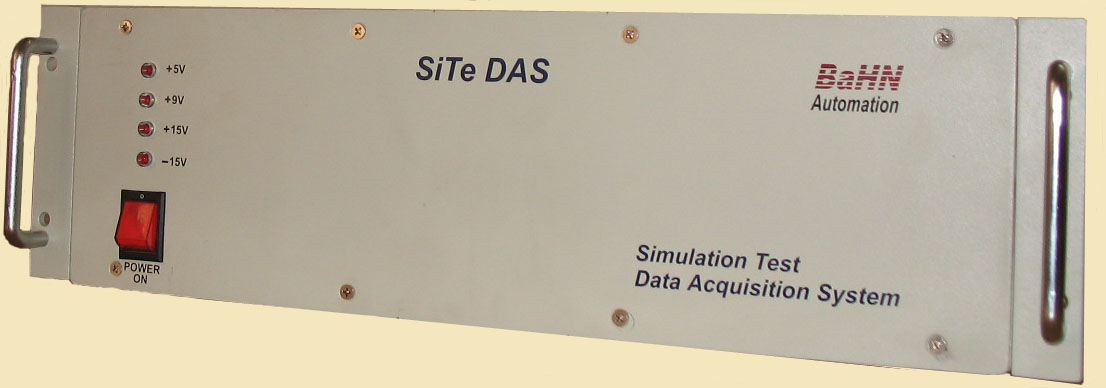 SiTe DAS
BaHN
Automation
+5V
+9V
+15V
−15V
POWER
ON
Simulation Test
Data Acquisition System